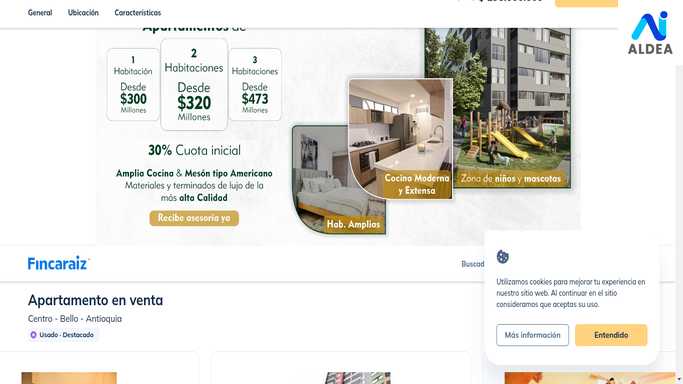 General Ubicación Características
ALDEA
Apartamentos de
1
Habitación
Desde
$300
Millones
2
Habitaciones
Desde
$320
Millones
3
Habitaciones
Desde
$473
Millones
30% Cuota inicial
Amplia Cocina & Mesón tipo Americano
Materiales y terminados de lujo de la
más alta Calidad
Recibe asesoría ya
Hab. Amplias
Cocina Moderna
y Extensa
Zona de niños y mascotas
Fincaraíz
Apartamento en venta
Centro - Bello - Antioquia
Usado · Destacado
Utilizamos cookies para mejorar tu experiencia en
nuestro sitio web. Al continuar en el sitio
consideramos que aceptas su uso.
Más información
Entendido